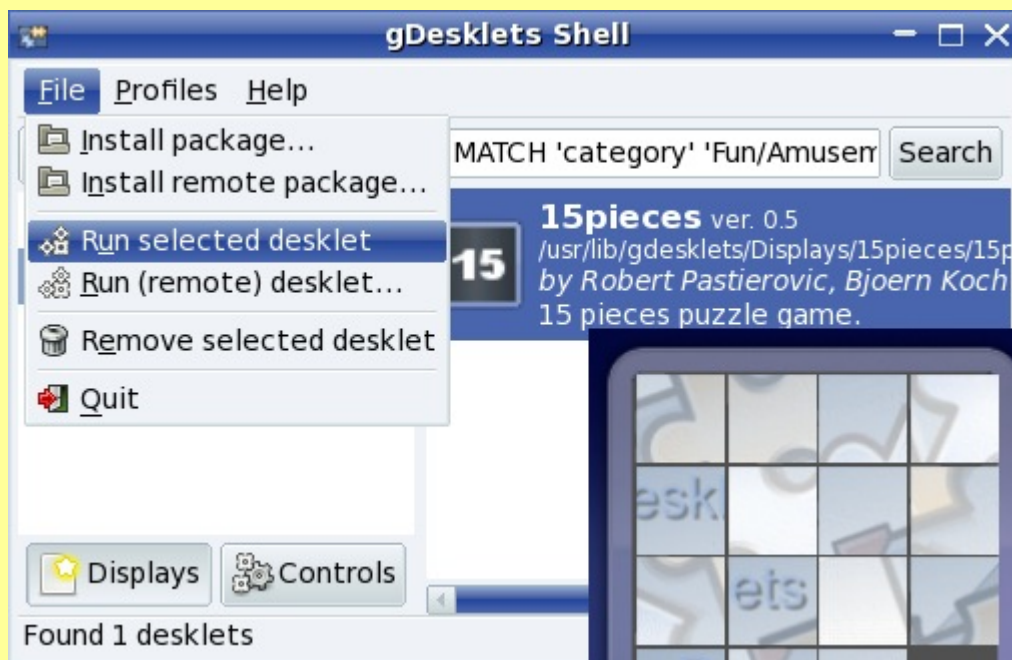 gDesklets Shell
File Profiles Help
Install package...
Install remote package...
Run selected desklet
Run (remote) desklet...
Remove selected desklet
Quit
MATCH 'category' 'Fun/Amusem
Search
15
15pieces ver. 0.5
/usr/lib/gdesklets/Displays/15pieces/15p
by Robert Pastierovic, Bjoern Koch
15 pieces puzzle game.
eskl
ets
Displays
Controls
Found 1 desklets